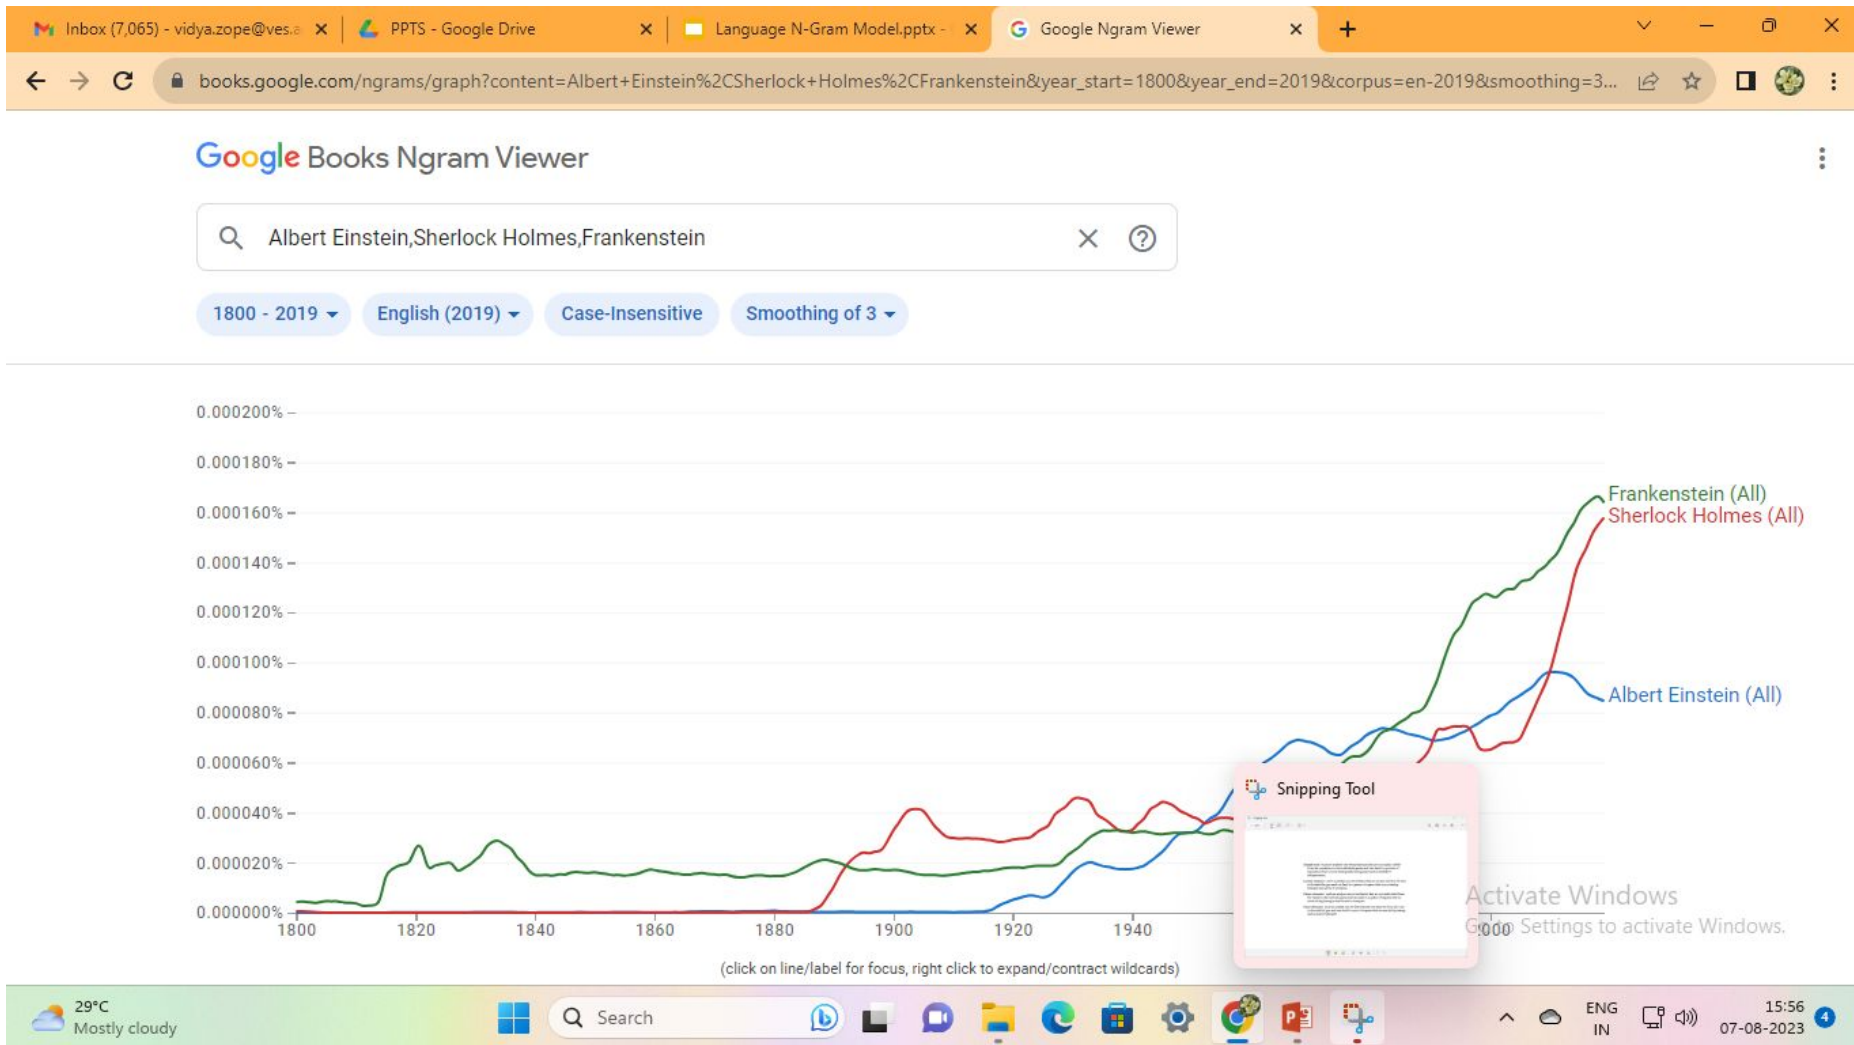 Inbox (7,065) - vidya.zope@ves.a
PPTS - Google Drive
Language N-Gram Model.pptx -
Google Ngram Viewer
books.google.com/ngrams/graph?content=Albert+Einstein%2CSherlock+Holmes%2CFrankenstein&year_start=1800&year_end=2019&corpus=en-2019&smoothing=3...
Google Books Ngram Viewer
Albert Einstein,Sherlock Holmes,Frankenstein
1800 - 2019
English (2019)
Case-Insensitive
Smoothing of 3
0.000200%
0.000180%
0.000160%
0.000140%
0.000120%
0.000100%
0.000080%
0.000060%
0.000040%
0.000020%
0.000000%
Frankenstein (All)
Sherlock Holmes (All)
Albert Einstein (All)
Snipping Tool
1800 1820 1840 1860 1880 1900 1920 1940 2000
Activate Windows
Go to Settings to activate Windows.
(click on line/label for focus, right click to expand/contract wildcards)
29°C
Mostly cloudy
Search
ENG
IN
15:56
07-08-2023
4